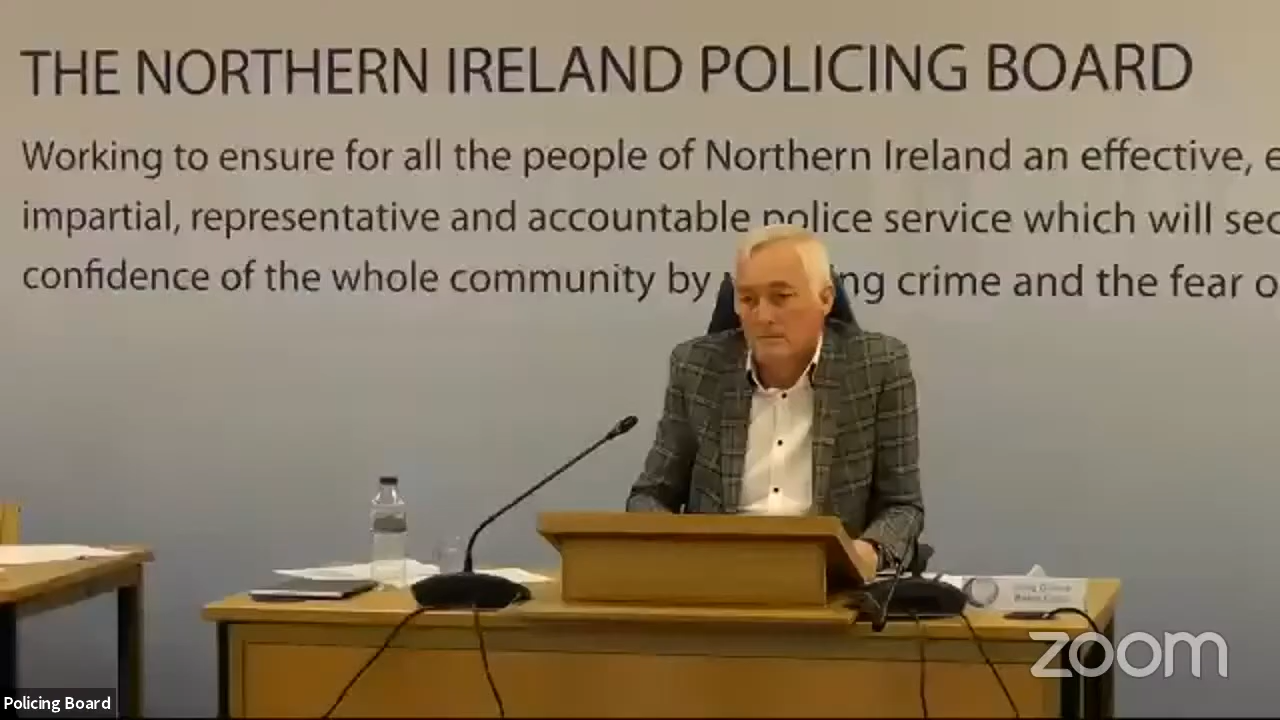 THE NORTHERN IRELAND POLICING BOARD
Working to ensure for all the people of Northern Ireland an effective, e
impartial, representative and accountable police service which will sec
confidence of the whole community by ing crime and the fear o
Policing Board
zoom